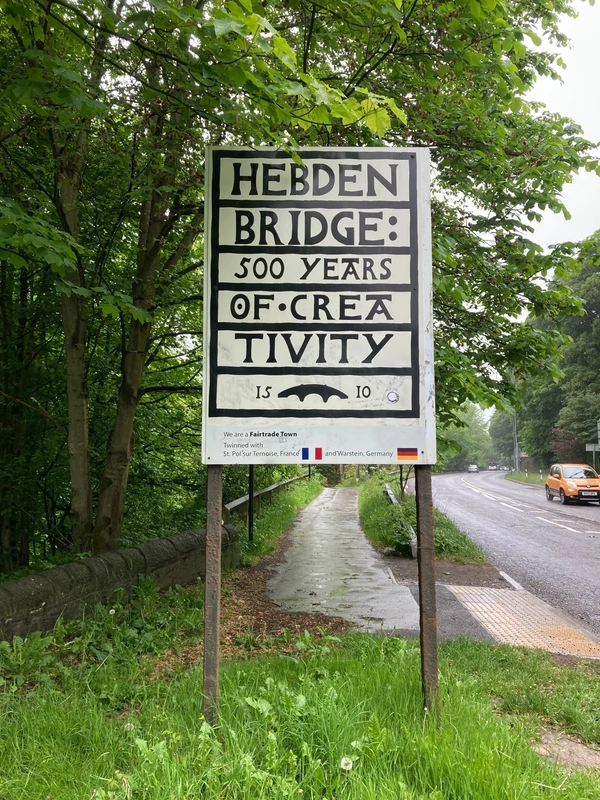 HEBDEN
BRIDGE:
500 YEARS
OF·CREA
TIVITY
15 10
We are a Fairtrade Town
Twinned with
St. Pol sur Ternoise, France and Warstein, Germany